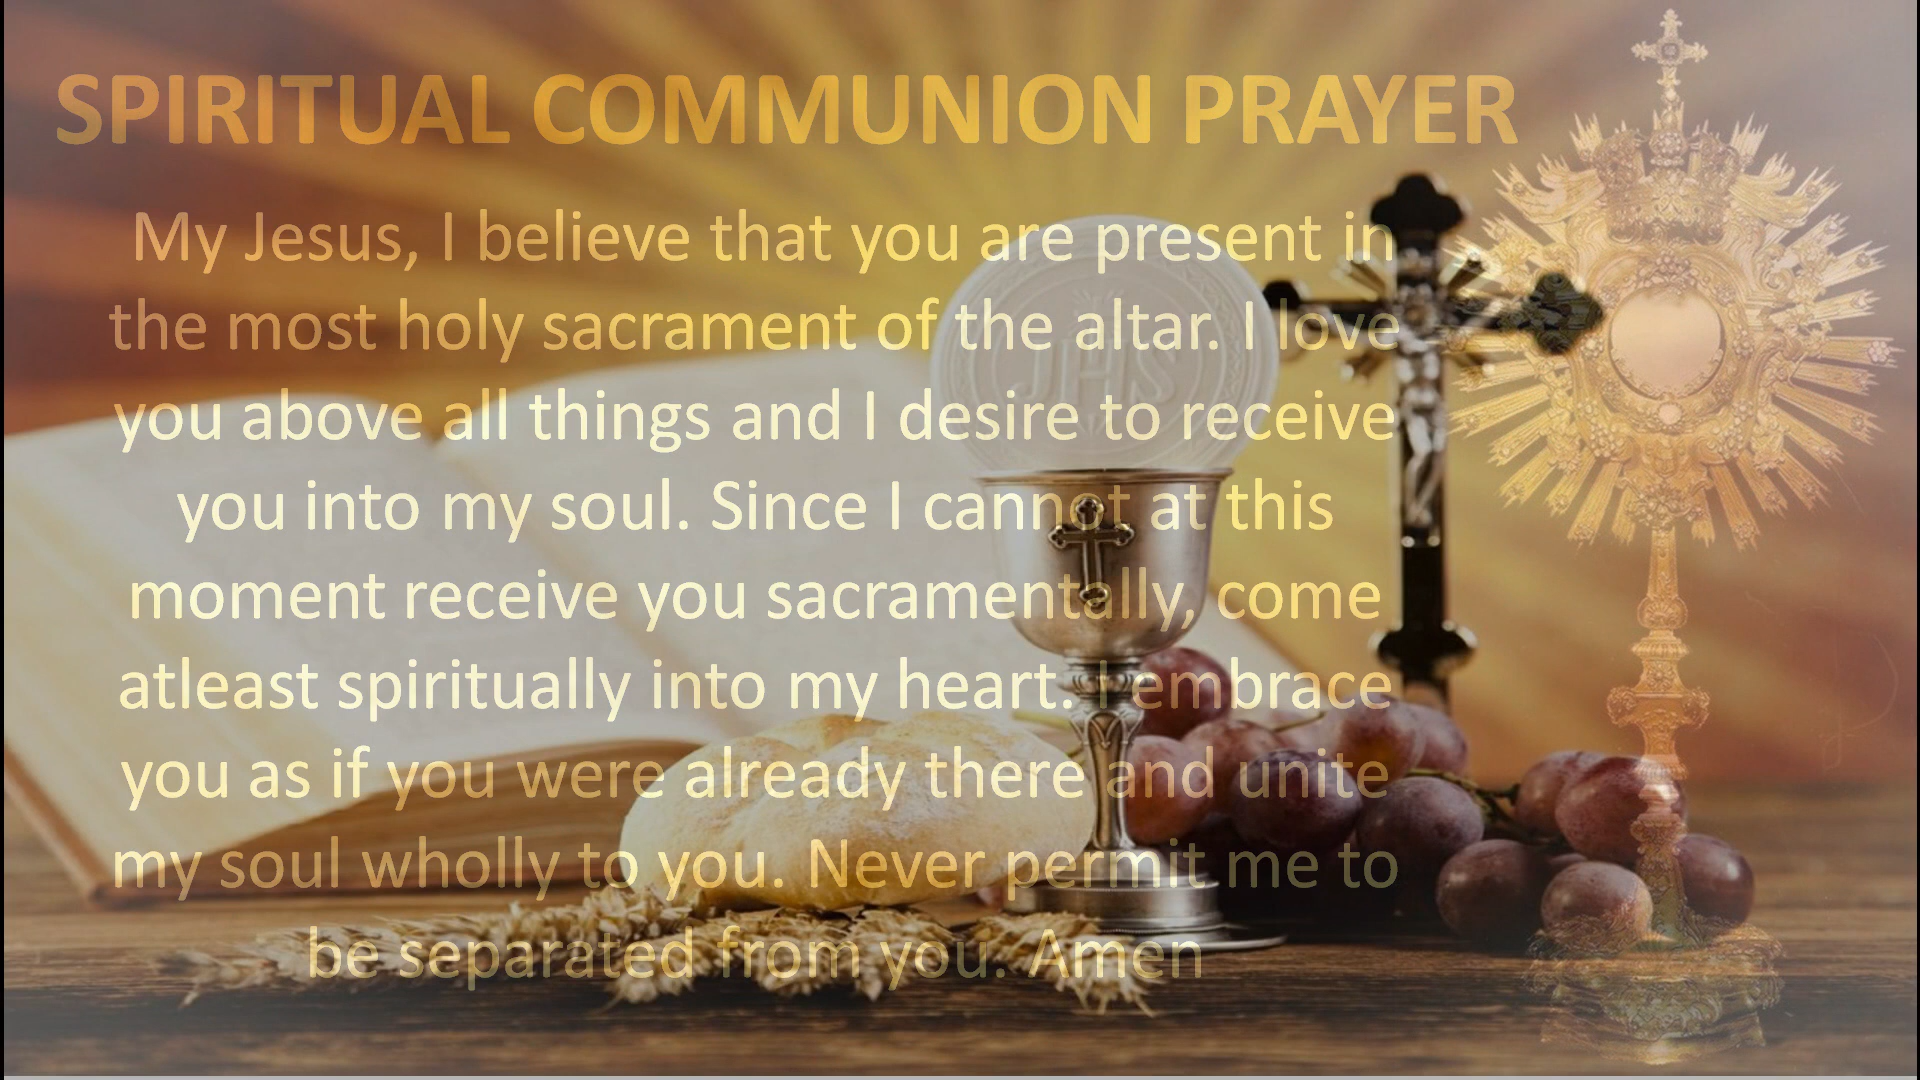 SPIRITUAL COMMUNION PRAYER
My Jesus, I believe that you are present in
the most holy sacrament of the altar. I love
you above all things and I desire to receive
you into my soul. Since I cannot at this
moment receive you sacramentally, come
atleast spiritually into my heart. I embrace
you as if you were already there and unite
my soul wholly to you. Never permit me to
be separated from you. Amen
JHS